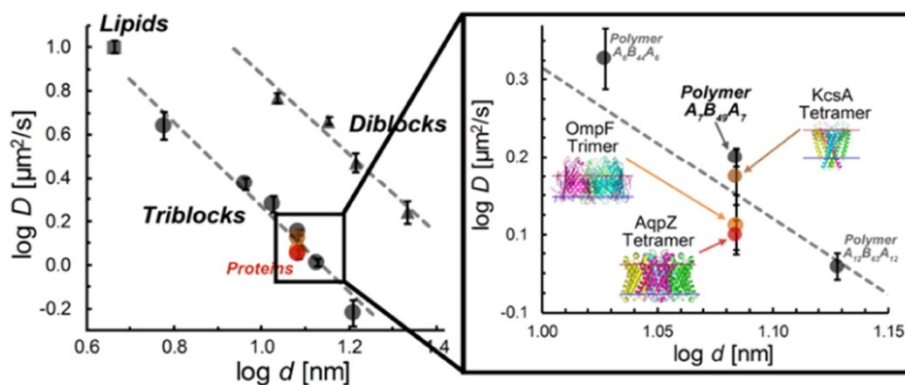 Lipids
Diblocks
Triblocks
Proteins
log D [µm²/s]
1.0
0.8
0.6
0.4
0.2
0.0
-0.2
0.6
0.8
1.0
1.2
1.4
log d [nm]
Polymer
A₆B₄₄A₆
Polymer
A₇B₄₉A₇
KcsA
Tetramer
OmpF
Trimer
AqpZ
Tetramer
Polymer
A₁₂B₆₂A₁₂
log D [µm²/s]
0.3
0.2
0.1
-0.1
1.00
1.05
1.10
1.15
log d [nm]